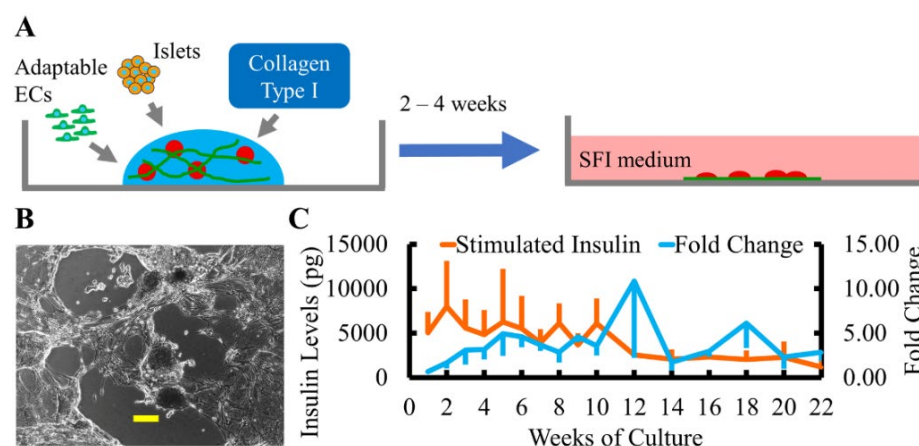 A
Adaptable
ECs
Islets
Collagen
Type I
2 – 4 weeks
SFI medium
B
C
Stimulated Insulin
Fold Change
Insulin Levels (pg)
15000
10000
5000
0
15.00
10.00
5.00
0.00
Fold Change
0 2 4 6 8 10 12 14 16 18 20 22
Weeks of Culture